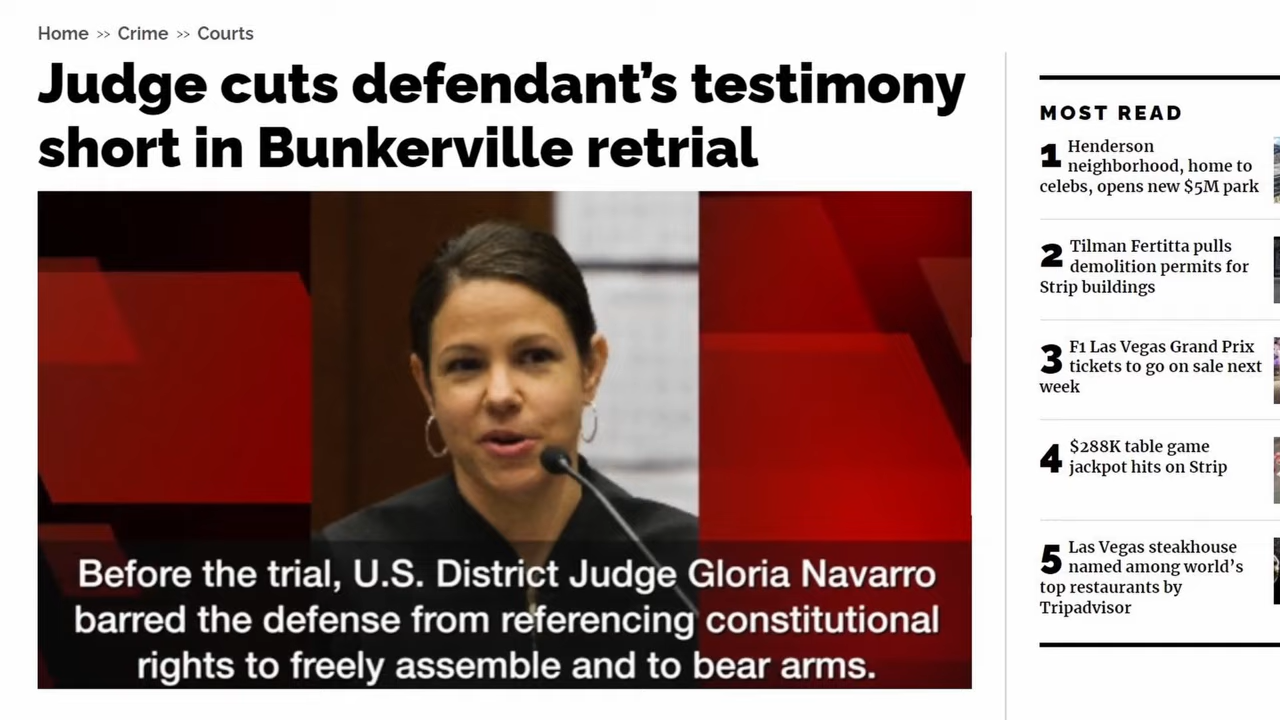 Home >> Crime >> Courts
Judge cuts defendant's testimony
short in Bunkerville retrial
Before the trial, U.S. District Judge Gloria Navarro
barred the defense from referencing constitutional
rights to freely assemble and to bear arms.
MOST READ
1 Henderson
neighborhood, home to
celebs, opens new $5M park
2 Tilman Fertitta pulls
demolition permits for
Strip buildings
3 F1 Las Vegas Grand Prix
tickets to go on sale next
week
4 $288K table game
jackpot hits on Strip
5 Las Vegas steakhouse
named among world's
top restaurants by
Tripadvisor